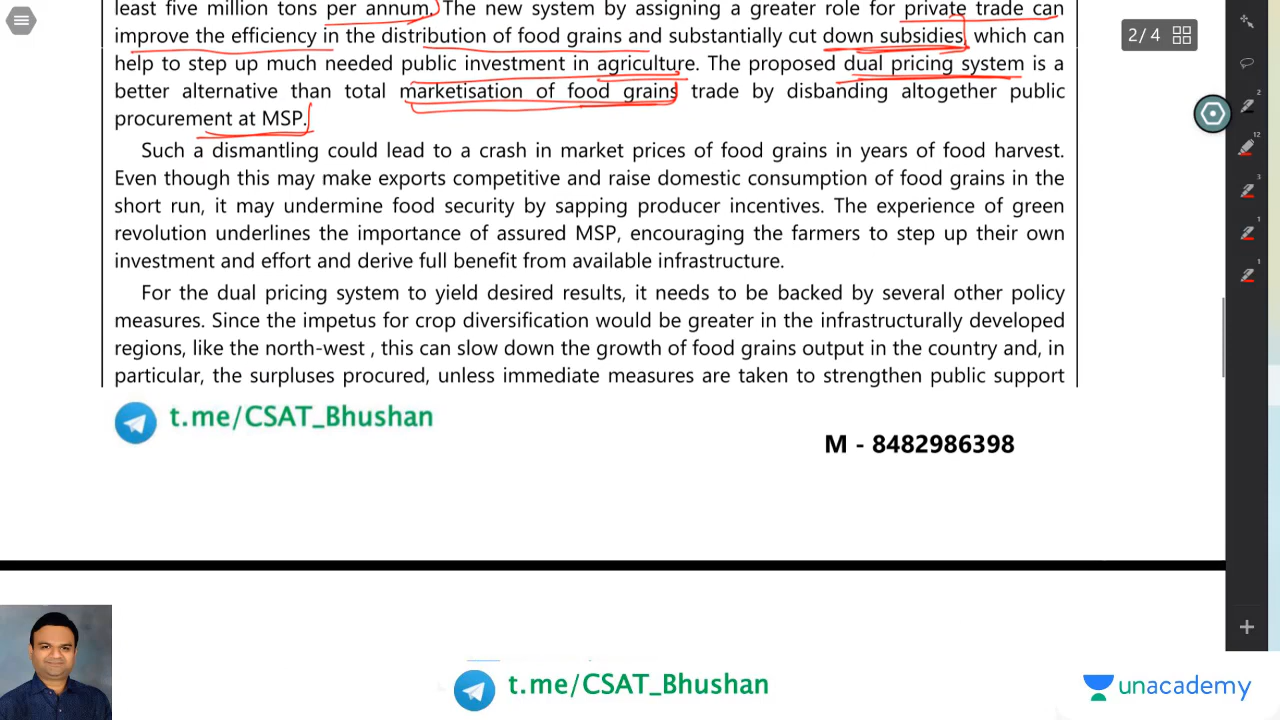 least five million tons per annum. The new system by assigning a greater role for private trade can
improve the efficiency in the distribution of food grains and substantially cut down subsidies, which can
help to step up much needed public investment in agriculture. The proposed dual pricing system is a
better alternative than total marketisation of food grains trade by disbanding altogether public
procurement at MSP.
Such a dismantling could lead to a crash in market prices of food grains in years of food harvest.
Even though this may make exports competitive and raise domestic consumption of food grains in the
short run, it may undermine food security by sapping producer incentives. The experience of green
revolution underlines the importance of assured MSP, encouraging the farmers to step up their own
investment and effort and derive full benefit from available infrastructure.
For the dual pricing system to yield desired results, it needs to be backed by several other policy
measures. Since the impetus for crop diversification would be greater in the infrastructurally developed
regions, like the north-west , this can slow down the growth of food grains output in the country and, in
particular, the surpluses procured, unless immediate measures are taken to strengthen public support
t.me/CSAT_Bhushan
M - 8482986398
t.me/CSAT_Bhushan
unacademy
2/4
2
12
3
1
1
1